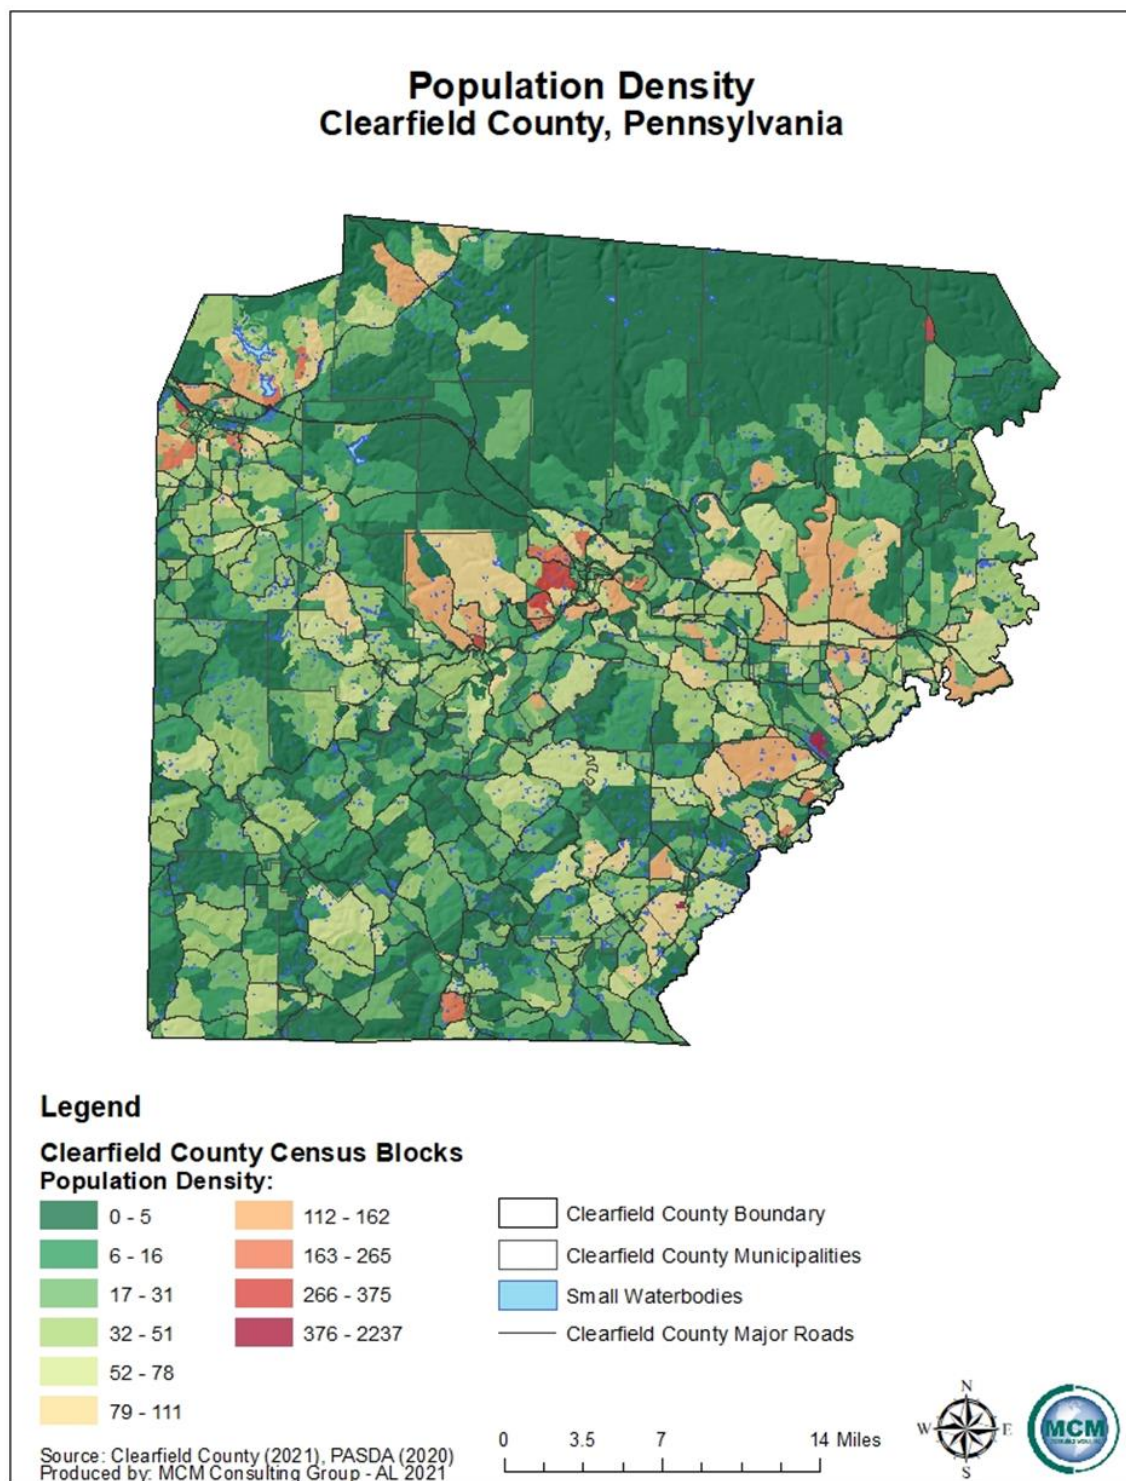 Population Density
Clearfield County, Pennsylvania
Legend
Clearfield County Census Blocks
Population Density:
0 - 5
6 - 16
17 - 31
32 - 51
52 - 78
79 - 111
112 - 162
163 - 265
266 - 375
376 - 2237
Clearfield County Boundary
Clearfield County Municipalities
Small Waterbodies
Clearfield County Major Roads
Source: Clearfield County (2021), PASDA (2020)
Produced by: MCM Consulting Group - AL 2021
0 3.5 7 14 Miles
N
W E
S
MCM